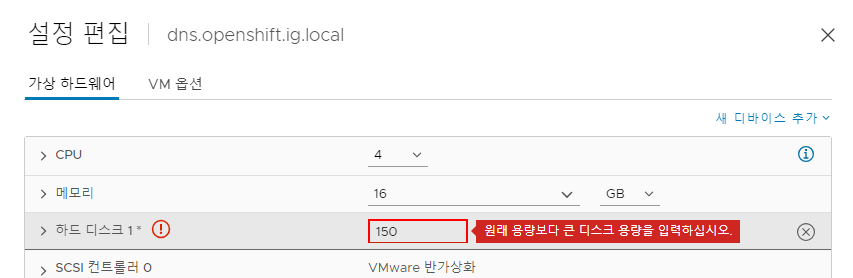 설정 편집 dns.openshift.ig.local
가상 하드웨어 VM 옵션
새 디바이스 추가
CPU 4
메모리 16 GB
하드 디스크 1 * 150 원래 용량보다 큰 디스크 용량을 입력하십시오.
SCSI 컨트롤러 0 VMware 반가상화